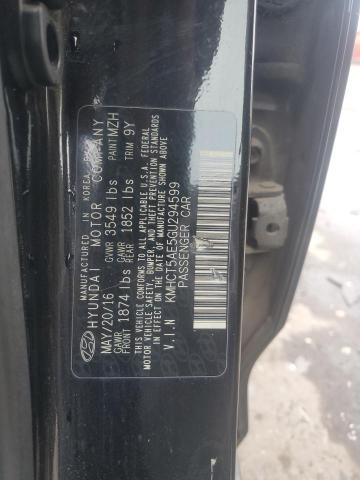 MANUFACTURED IN KOREA BY
HYUNDAI MOTOR COMPANY
MAY/20/16 GVWR 3549 lbs PAINT MZH
GAWR FRONT 1874 lbs GAWR REAR 1852 lbs TRIM 9Y
THIS VEHICLE CONFORMS TO ALL APPLICABLE U.S.A. FEDERAL
MOTOR VEHICLE SAFETY, BUMPER, AND THEFT PREVENTION STANDARDS
IN EFFECT ON THE DATE OF MANUFACTURE SHOWN ABOVE.
V.I.N KMHCT5AE5GU294599
PASSENGER CAR